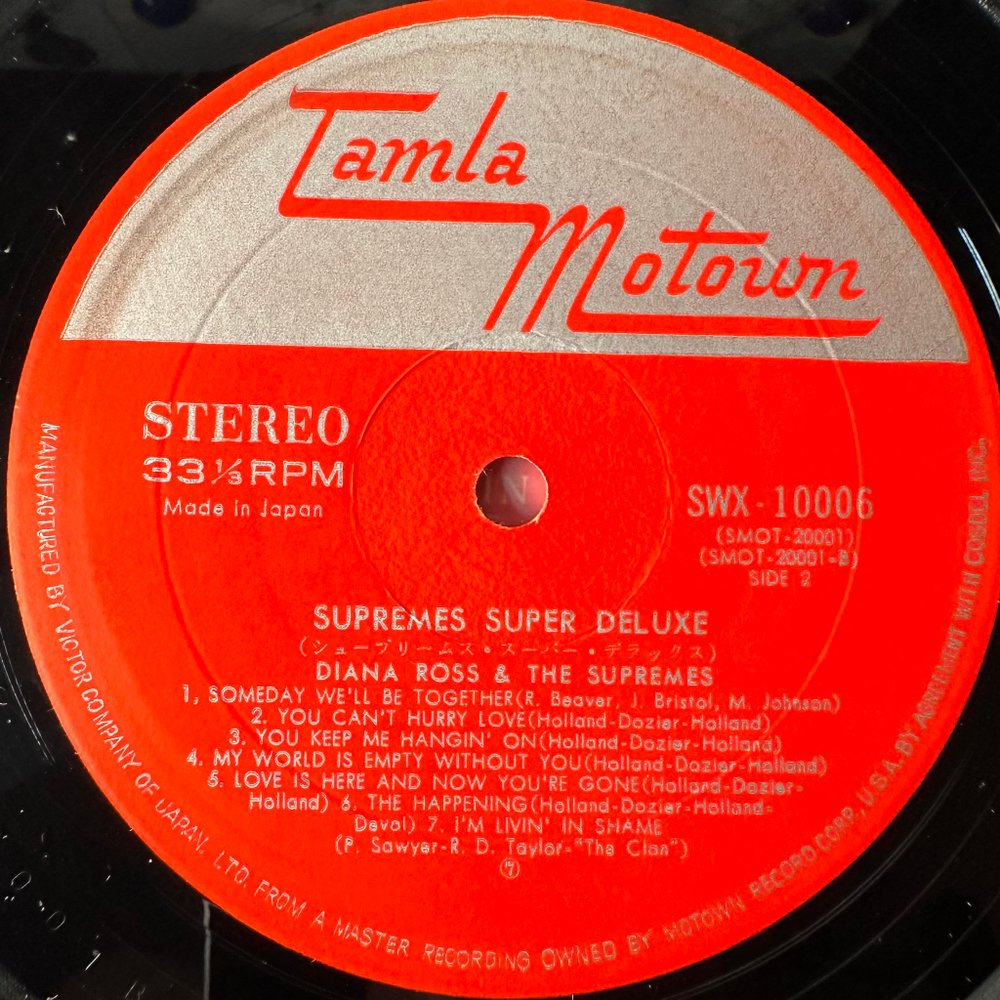 Tamla
Motown
STEREO
33 1/3 RPM
Made in Japan
SWX-10006
(SMOT-20001)
(SMOT-20001-B)
SIDE 2
SUPREMES SUPER DELUXE
(シュープリームス・スーパー・デラックス)
DIANA ROSS & THE SUPREMES
1, SOMEDAY WE'LL BE TOGETHER(R. Beaver, J. Bristol, M. Johnson)
2. YOU CAN'T HURRY LOVE(Holland-Dozier-Holland)
3. YOU KEEP ME HANGIN' ON(Holland-Dozier-Holland)
4. MY WORLD IS EMPTY WITHOUT YOU(Holland-Dozier-Holland)
5. LOVE IS HERE AND NOW YOU'RE GONE(Holland-Dozier-
Holland) 6. THE HAPPENING(Holland-Dozier-Holland-
Devol) 7. I'M LIVIN' IN SHAME
(P. Sawyer-R. D. Taylor-"The Clan")
MANUFACTURED BY VICTOR COMPANY OF JAPAN, LTD. FROM A MASTER RECORDING OWNED BY MOTOWN RECORD CORP., U.S.A. BY AGREEMENT WITH COSDEL INC.